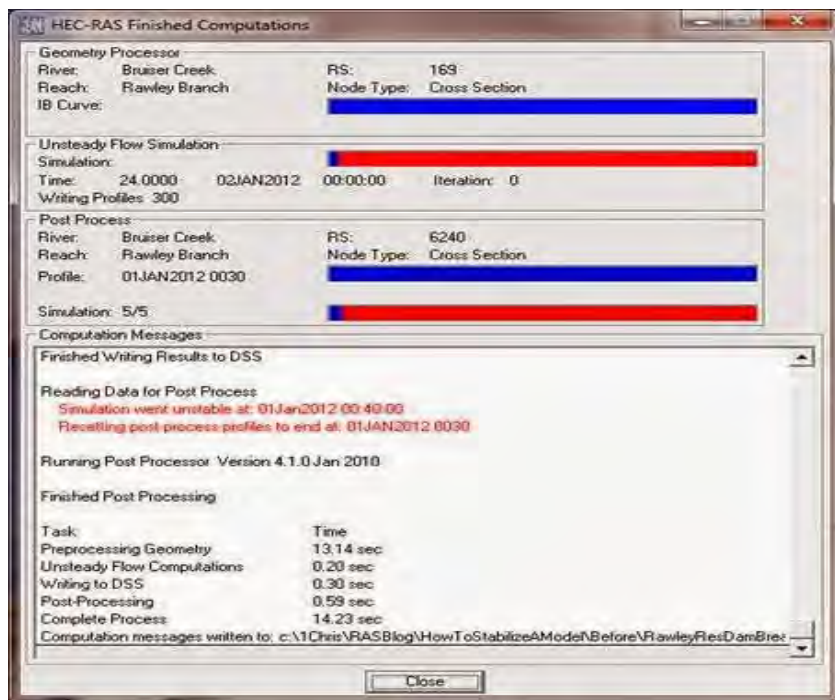 HEC-RAS Finished Computations
Geometry Processor
River: Bruiser Creek RS: 169
Reach: Rawley Branch Node Type: Cross Section
IB Curve:
Unsteady Flow Simulation
Simulation:
Time: 24.0000 02JAN2012 00:00:00 Iteration: 0
Writing Profiles 300
Post Process
River: Bruiser Creek RS: 6240
Reach: Rawley Branch Node Type: Cross Section
Profile: 01JAN2012 0030
Simulation: 5/5
Computation Messages
Finished Writing Results to DSS
Reading Data for Post Process
Simulation went unstable at: 01Jan2012 00:40:00
Resetting post process profiles to end at: 01JAN2012 0030
Running Post Processor Version 4.1.0 Jan 2010
Finished Post Processing
Task Time
Preprocessing Geometry 13.14 sec
Unsteady Flow Computations 0.20 sec
Writing to DSS 0.30 sec
Post-Processing 0.59 sec
Complete Process 14.23 sec
Computation messages written to: c:\1Chris\RASBlog\HowToStabilizeAModel\Before\RawleyResDamBrea
Close